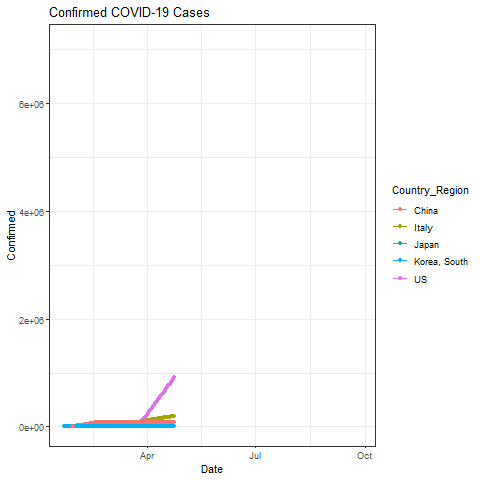 Confirmed COVID-19 Cases
6e+06
4e+06
2e+06
0e+00
Confirmed
Apr
Jul
Oct
Date
Country_Region
China
Italy
Japan
Korea, South
US